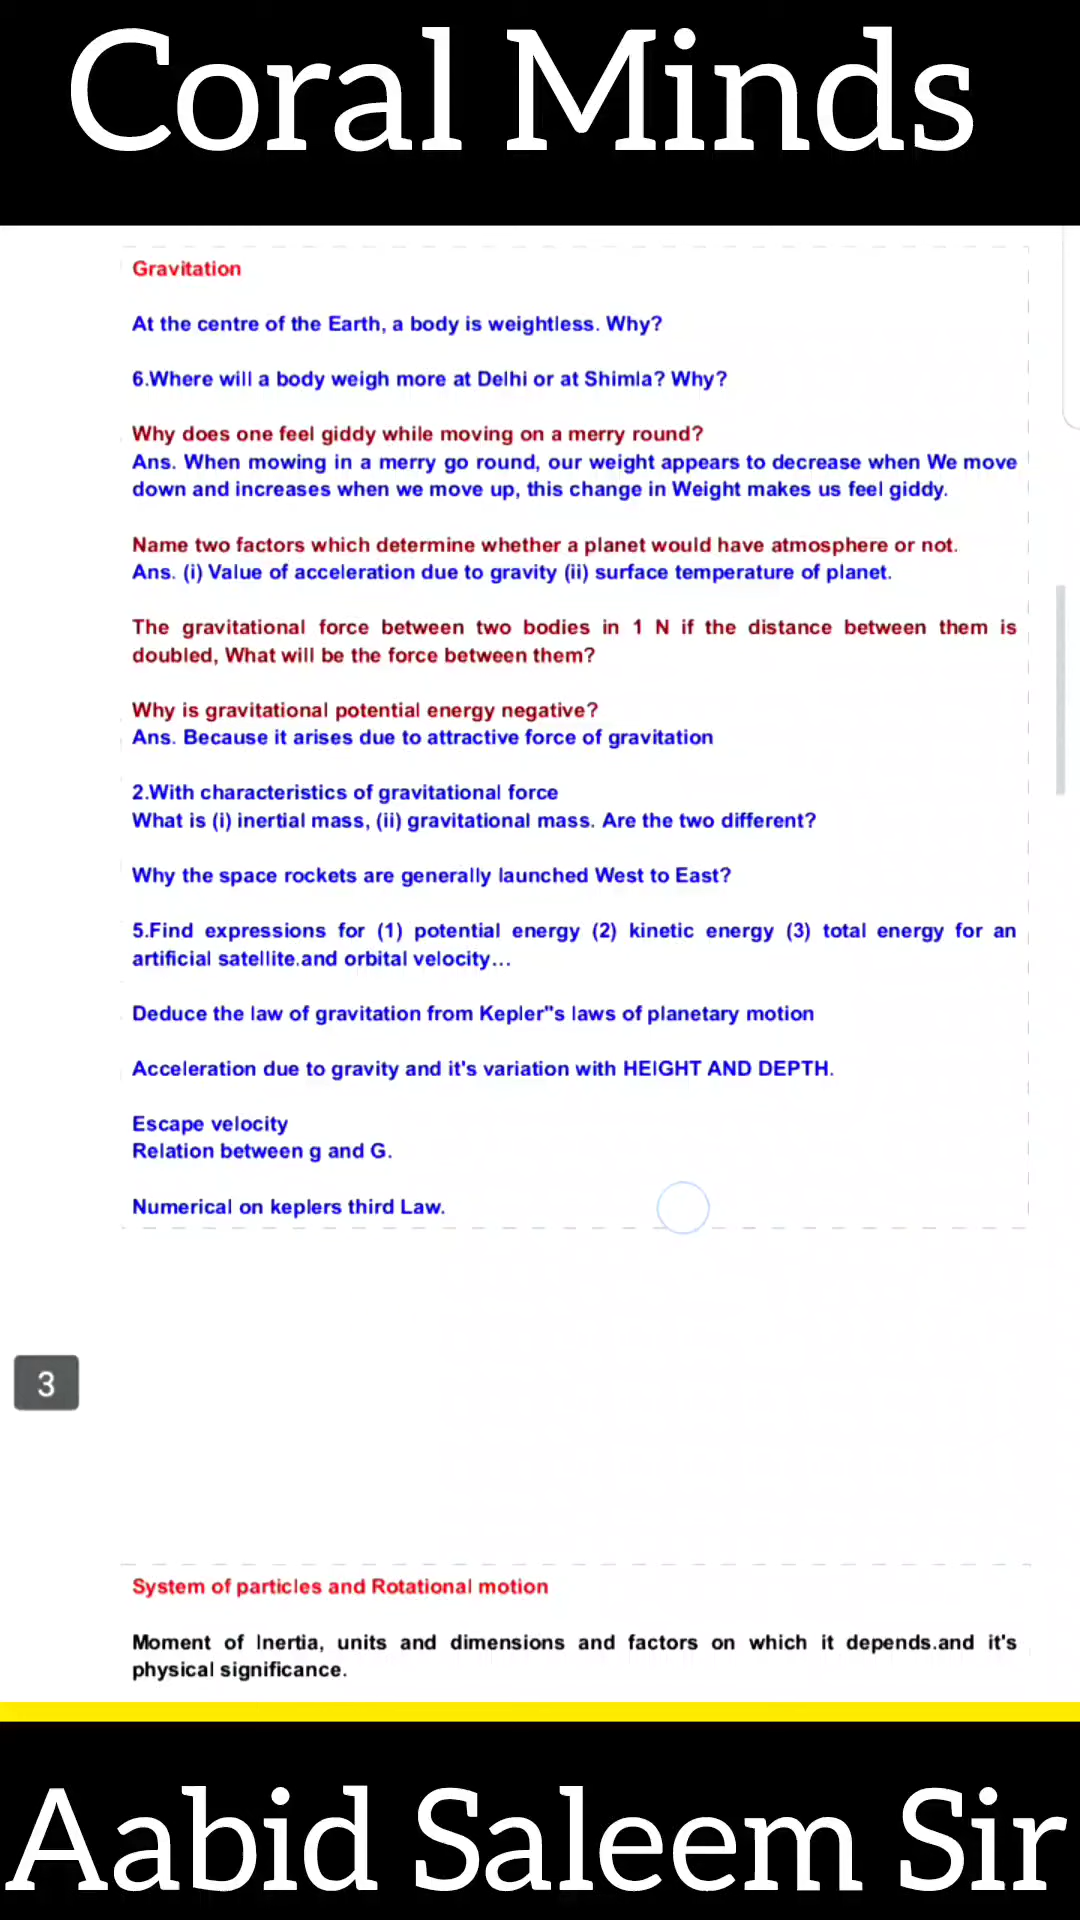 Coral Minds
Gravitation
At the centre of the Earth, a body is weightless. Why?
6.Where will a body weigh more at Delhi or at Shimla? Why?
Why does one feel giddy while moving on a merry round?
Ans. When mowing in a merry go round, our weight appears to decrease when We move
down and increases when we move up, this change in Weight makes us feel giddy.
Name two factors which determine whether a planet would have atmosphere or not.
Ans. (i) Value of acceleration due to gravity (ii) surface temperature of planet.
The gravitational force between two bodies in 1 N if the distance between them is
doubled, What will be the force between them?
Why is gravitational potential energy negative?
Ans. Because it arises due to attractive force of gravitation
2.With characteristics of gravitational force
What is (i) inertial mass, (ii) gravitational mass. Are the two different?
Why the space rockets are generally launched West to East?
5.Find expressions for (1) potential energy (2) kinetic energy (3) total energy for an
artificial satellite.and orbital velocity...
Deduce the law of gravitation from Kepler"s laws of planetary motion
Acceleration due to gravity and it's variation with HEIGHT AND DEPTH.
Escape velocity
Relation between g and G.
Numerical on keplers third Law.
3
System of particles and Rotational motion
Moment of Inertia, units and dimensions and factors on which it depends.and it's
physical significance.
Aabid Saleem Sir